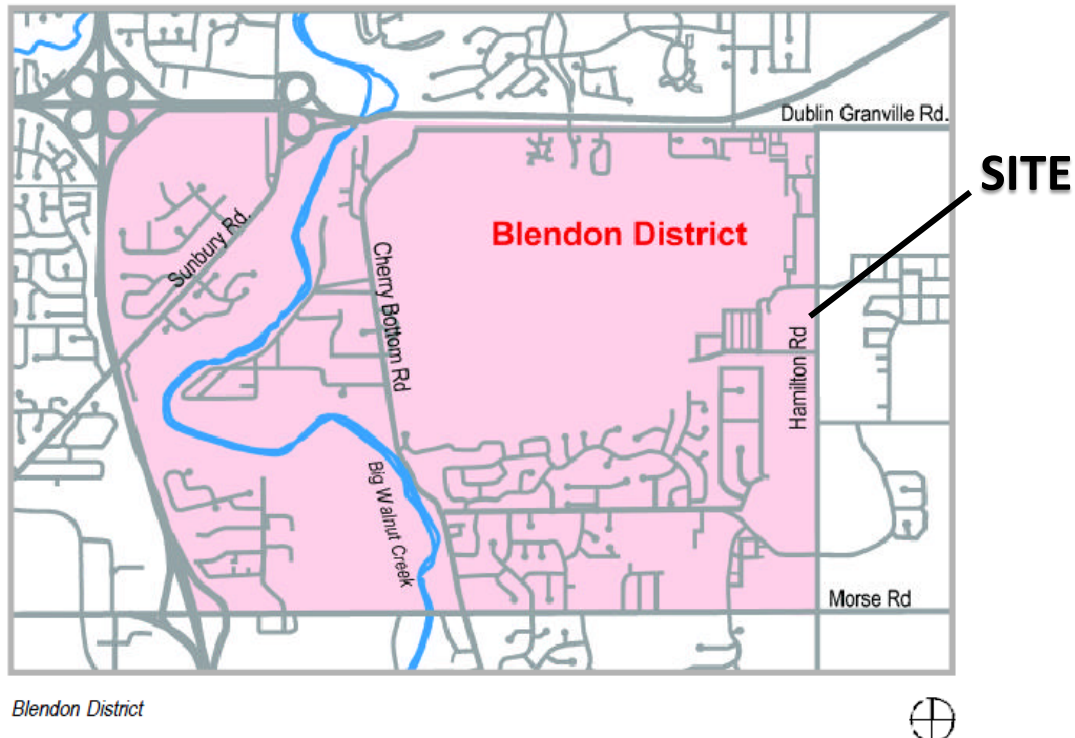 Dublin Granville Rd.
SITE
Blendon District
Sunbury Rd.
Cherry Bottom Rd
Hamilton Rd
Big Walnut Creek
Morse Rd
Blendon District